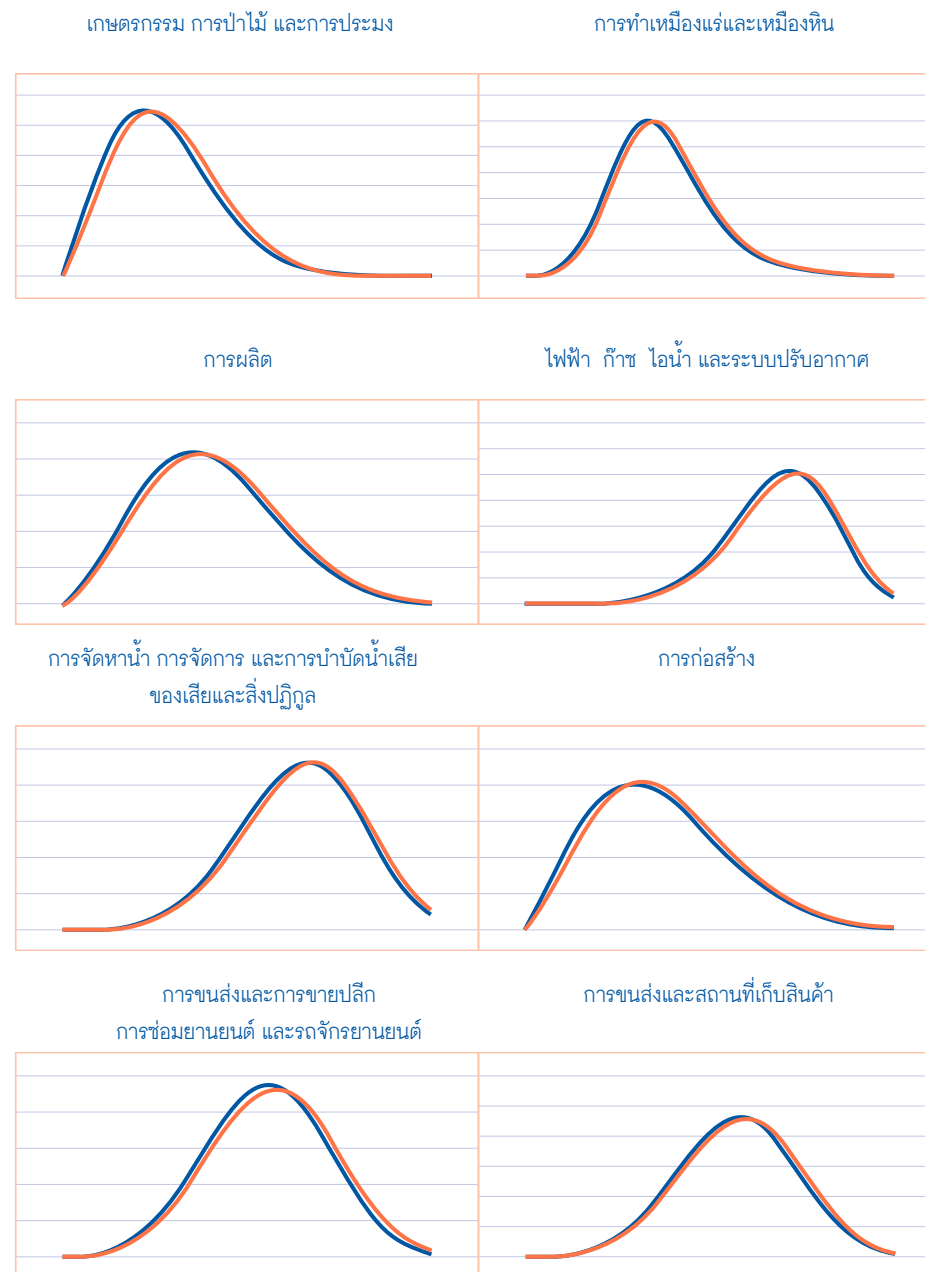 เกษตรกรรม การป่าไม้ และการประมง
การทำเหมืองแร่และเหมืองหิน
การผลิต
ไฟฟ้า ก๊าซ ไอน้ำ และระบบปรับอากาศ
การจัดหาน้ำ การจัดการ และการบำบัดน้ำเสีย
ของเสียและสิ่งปฏิกูล
การก่อสร้าง
การขนส่งและการขายปลีก
การซ่อมยานยนต์ และรถจักรยานยนต์
การขนส่งและสถานที่เก็บสินค้า